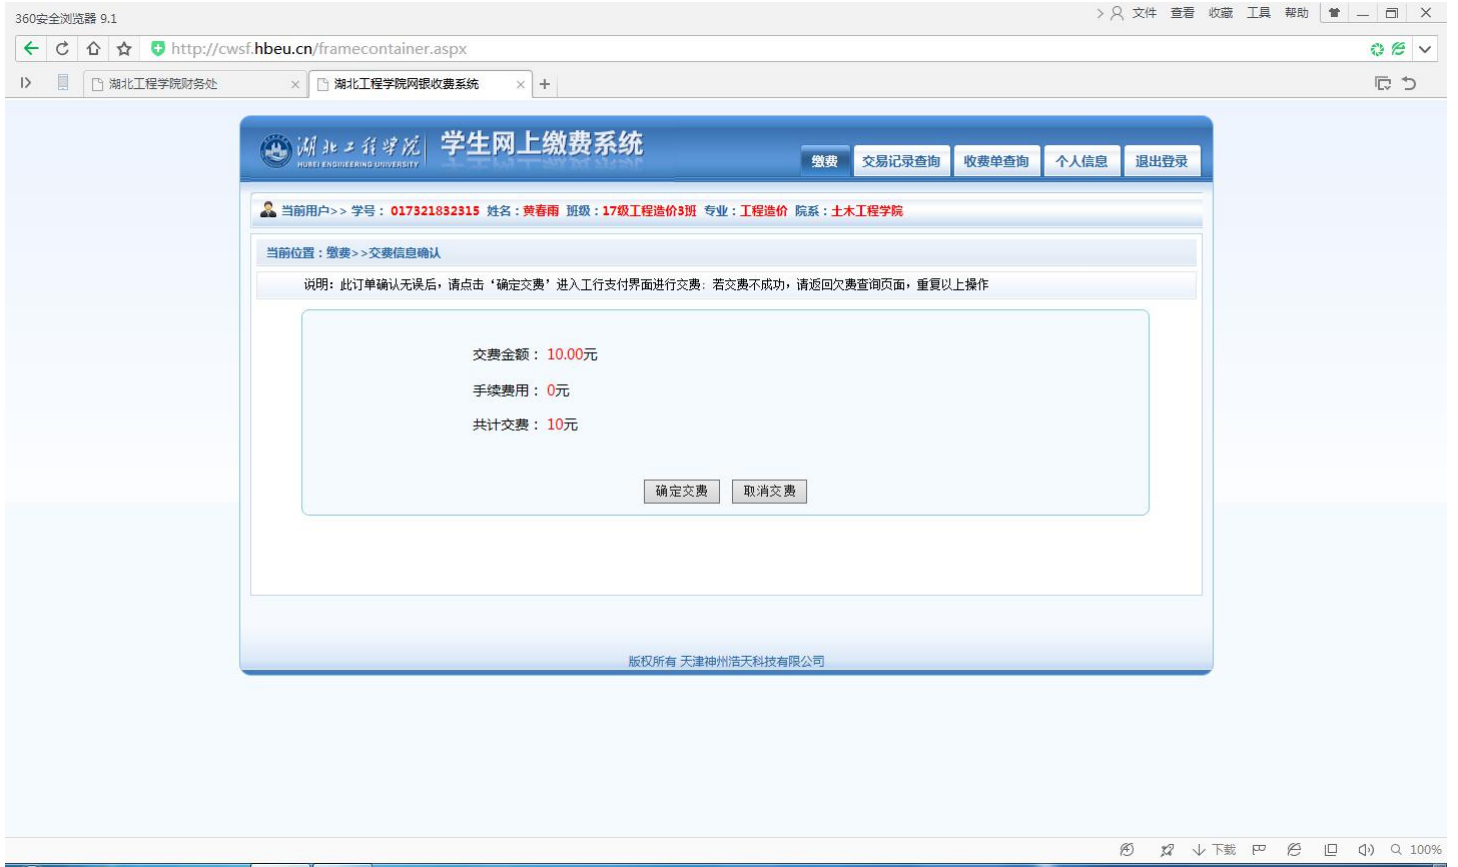 360安全浏览器 9.1
文件 查看 收藏 工具 帮助
http://cwsf.hbeu.cn/framecontainer.aspx
湖北工程学院财务处
湖北工程学院网银收费系统
湖北工程学院
HUBEI ENGINEERING UNIVERSITY
学生网上缴费系统
缴费 交易记录查询 收费单查询 个人信息 退出登录
当前用户>> 学号：017321832315 姓名：黄春雨 班级：17级工程造价3班 专业：工程造价 院系：土木工程学院
当前位置：缴费>>交费信息确认
说明：此订单确认无误后，请点击‘确定交费’进入工行支付界面进行交费；若交费不成功，请返回欠费查询页面，重复以上操作
交费金额：10.00元
手续费用：0元
共计交费：10元
确定交费 取消交费
版权所有 天津神州浩天科技有限公司
下载 100%